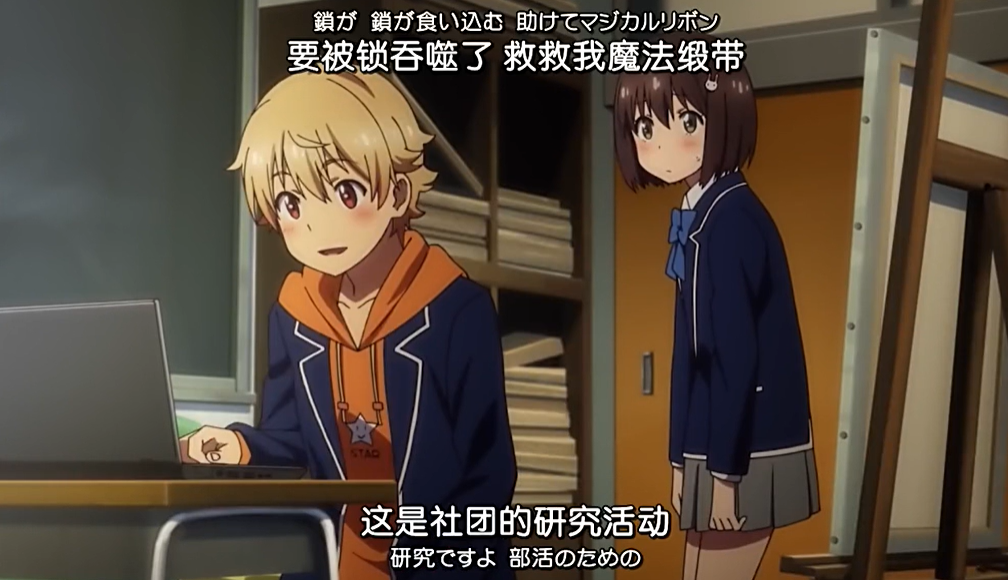 鎖が 鎖が食い込む 助けてマジカルリボン
要被锁吞噬了 救救我魔法缎带
STAR
这是社团的研究活动
研究ですよ 部活のための